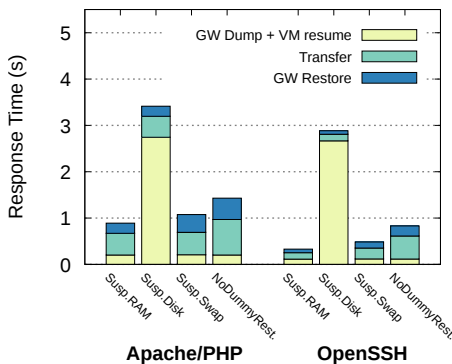 GW Dump + VM resume
Transfer
GW Restore
Response Time (s)
5
4
3
2
1
0
Susp.RAM
Susp.Disk
Susp.Swap
NoDummyRest.
Susp.RAM
Susp.Disk
Susp.Swap
NoDummyRest.
Apache/PHP
OpenSSH